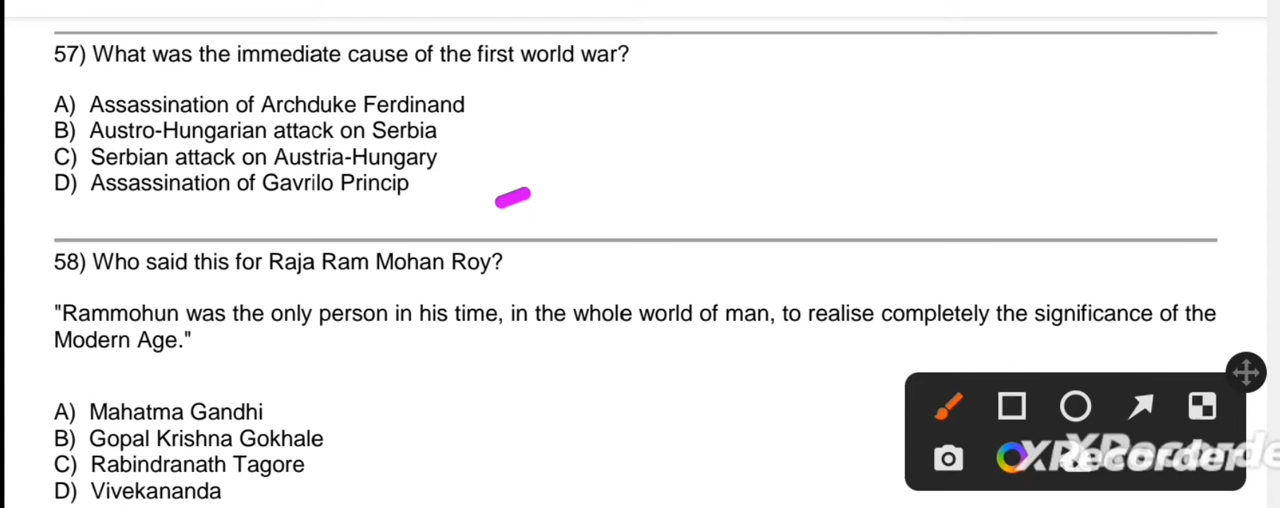 57) What was the immediate cause of the first world war?
A) Assassination of Archduke Ferdinand
B) Austro-Hungarian attack on Serbia
C) Serbian attack on Austria-Hungary
D) Assassination of Gavrilo Princip
58) Who said this for Raja Ram Mohan Roy?
"Rammohun was the only person in his time, in the whole world of man, to realise completely the significance of the
Modern Age."
A) Mahatma Gandhi
B) Gopal Krishna Gokhale
C) Rabindranath Tagore
D) Vivekananda
XRecorder